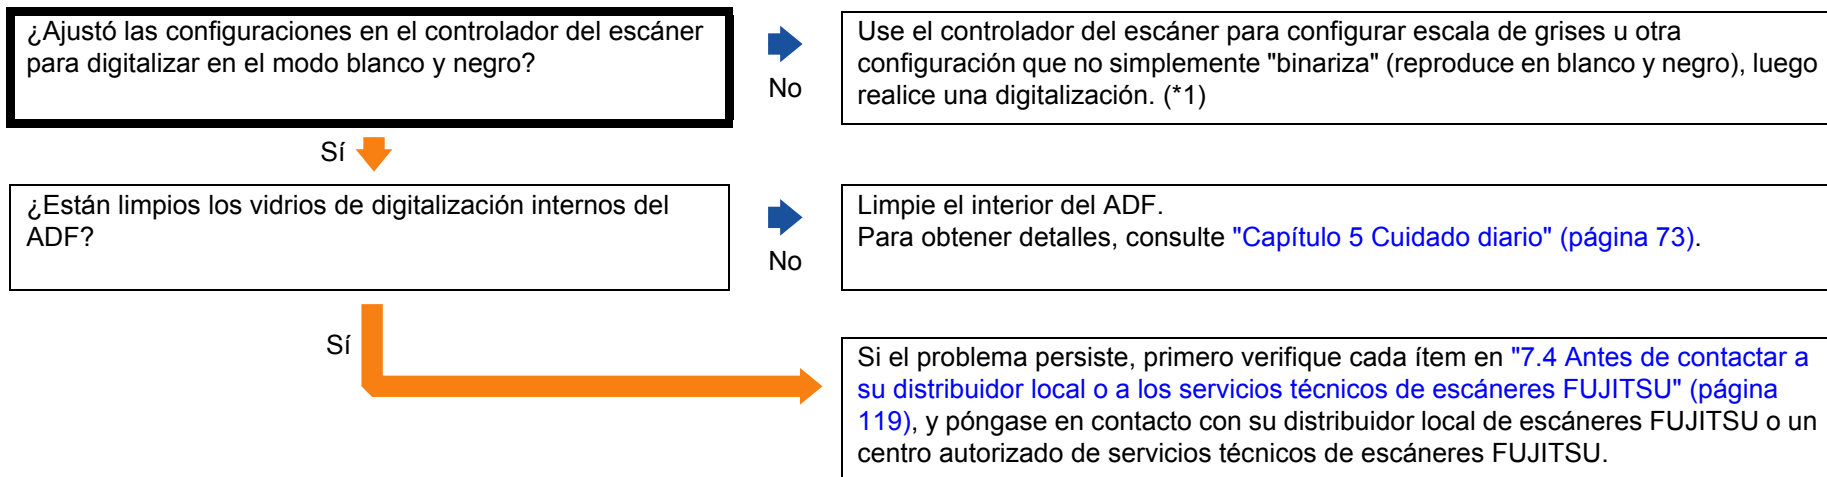 ¿Ajustó las configuraciones en el controlador del escáner
para digitalizar en el modo blanco y negro?
No
Use el controlador del escáner para configurar escala de grises u otra
configuración que no simplemente "binariza" (reproduce en blanco y negro), luego
realice una digitalización. (*1)
Sí
¿Están limpios los vidrios de digitalización internos del
ADF?
No
Limpie el interior del ADF.
Para obtener detalles, consulte "Capítulo 5 Cuidado diario" (página 73).
Sí
Si el problema persiste, primero verifique cada ítem en "7.4 Antes de contactar a
su distribuidor local o a los servicios técnicos de escáneres FUJITSU" (página
119), y póngase en contacto con su distribuidor local de escáneres FUJITSU o un
centro autorizado de servicios técnicos de escáneres FUJITSU.